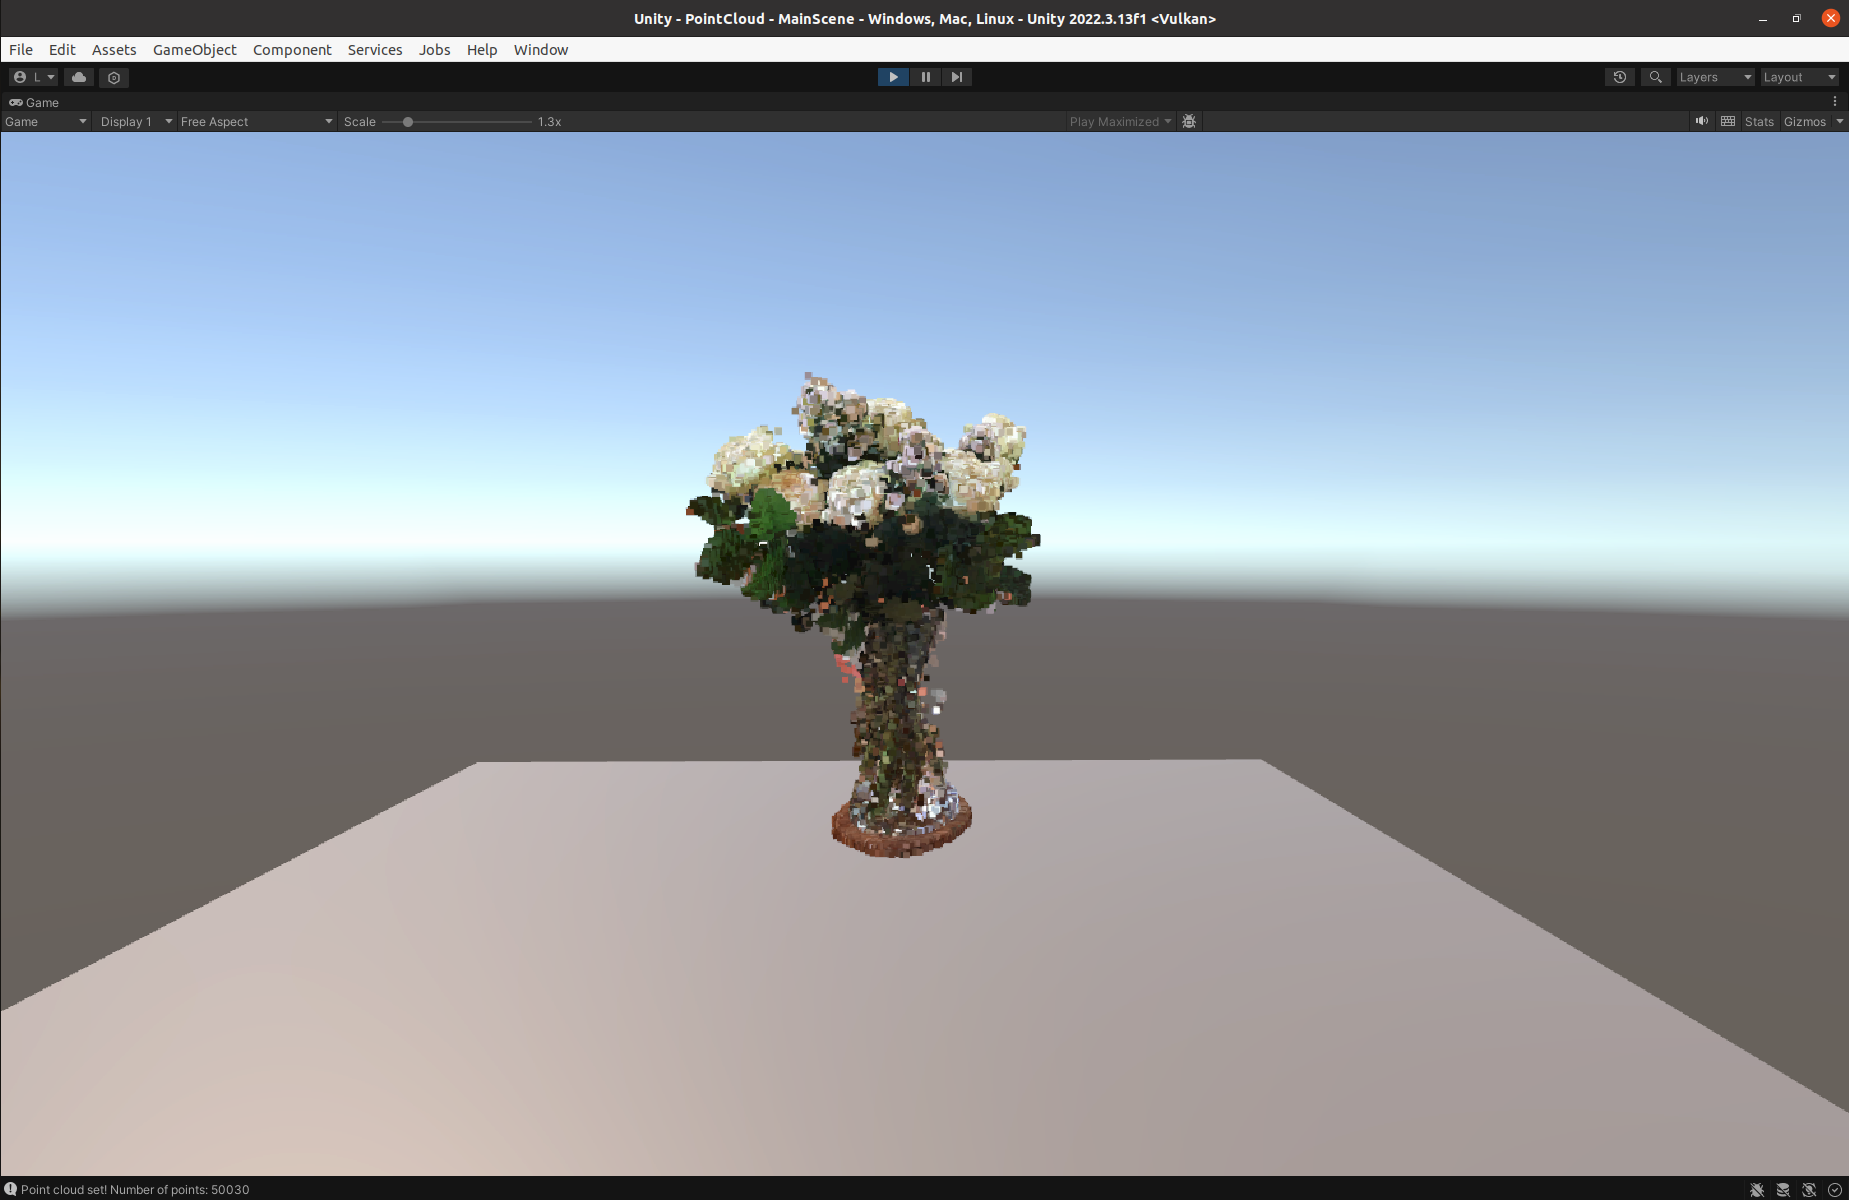 Unity - PointCloud - MainScene - Windows, Mac, Linux - Unity 2022.3.13f1 <Vulkan>
File Edit Assets GameObject Component Services Jobs Help Window
L Layers Layout
Game
Game Display 1 Free Aspect Scale 1.3x Play Maximized Stats Gizmos
Point cloud set! Number of points: 50030